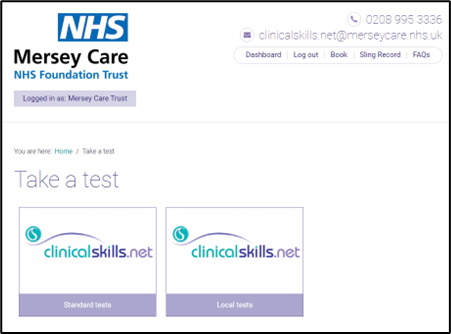 NHS
Mersey Care
NHS Foundation Trust
0208 995 3336
clinicalskills.net@merseycare.nhs.uk
Dashboard Log out Book Sling Record FAQs
Logged in as: Mersey Care Trust
You are here: Home / Take a test
Take a test
clinicalskills.net clinicalskills.net
Standard tests Local tests